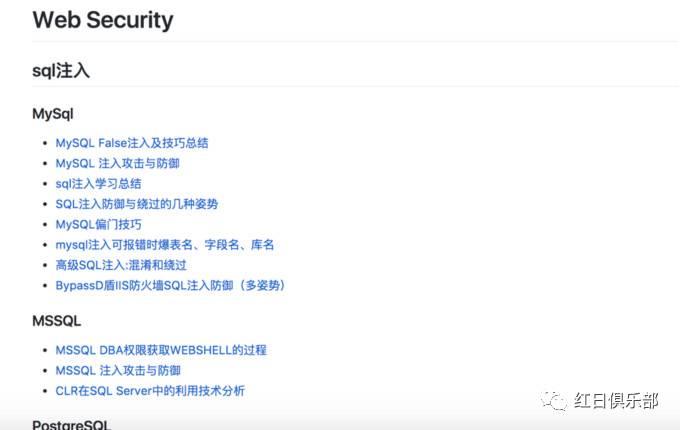 Web Security
sql注入
MySql
MySQL False注入及技巧总结
MySQL 注入攻击与防御
sql注入学习总结
SQL注入防御与绕过的几种姿势
MySQL偏门技巧
mysql注入可报错时爆表名、字段名、库名
高级SQL注入:混淆和绕过
BypassD盾IIS防火墙SQL注入防御（多姿势）
MSSQL
MSSQL DBA权限获取WEBSHELL的过程
MSSQL 注入攻击与防御
CLR在SQL Server中的利用技术分析
红日俱乐部
PostgreSQL